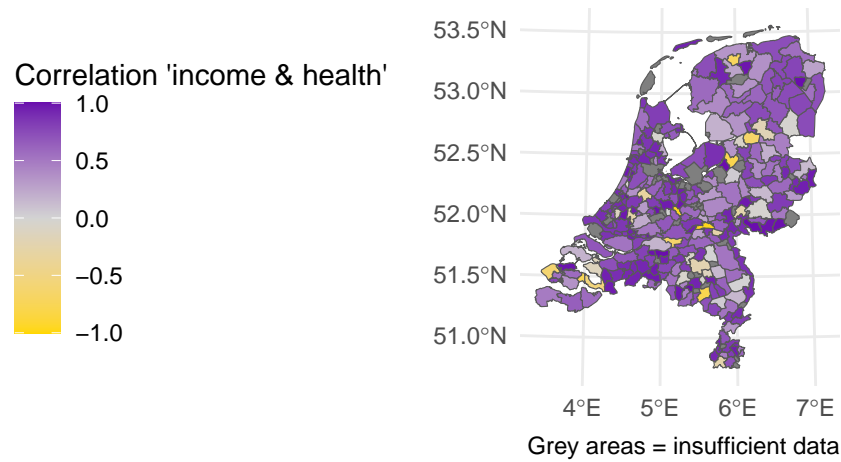 Correlation 'income & health'
1.0
0.5
0.0
−0.5
−1.0
53.5°N
53.0°N
52.5°N
52.0°N
51.5°N
51.0°N
4°E 5°E 6°E 7°E
Grey areas = insufficient data